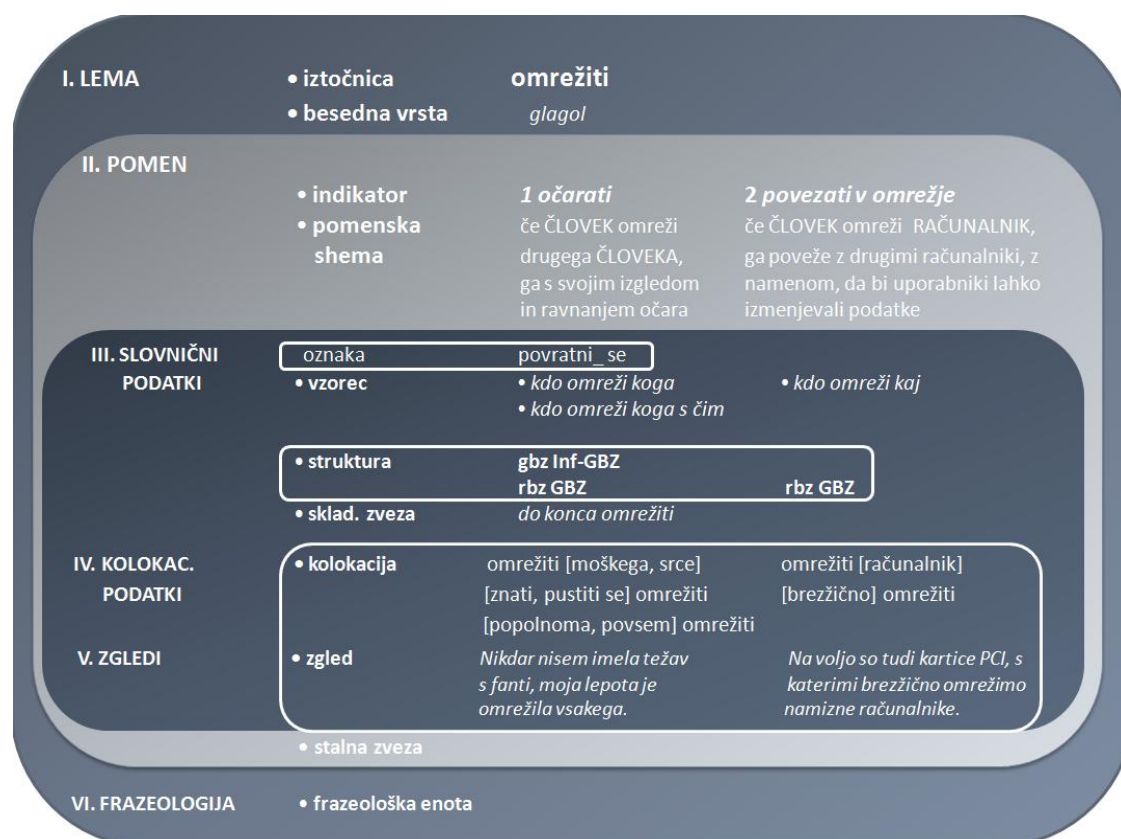 I. LEMA • iztočnica omrežiti
• besedna vrsta glagol
II. POMEN
• indikator 1 očarati 2 povezati v omrežje
• pomenska če ČLOVEK omreži če ČLOVEK omreži RAČUNALNIK,
shema drugega ČLOVEKA, ga poveže z drugimi računalniki, z
ga s svojim izgledom namenom, da bi uporabniki lahko
in ravnanjem očara izmenjevali podatke
III. SLOVNIČNI oznaka povratni_se
PODATKI • vzorec • kdo omreži koga • kdo omreži kaj
• kdo omreži koga s čim
• struktura gbz Inf-GBZ
rbz GBZ rbz GBZ
• sklad. zveza do konca omrežiti
IV. KOLOKAC. • kolokacija omrežiti [moškega, srce] omrežiti [računalnik]
PODATKI [znati, pustiti se] omrežiti [brezžično] omrežiti
[popolnoma, povsem] omrežiti
V. ZGLEDI • zgled Nikdar nisem imela težav Na voljo so tudi kartice PCI, s
s fanti, moja lepota je katerimi brezžično omrežimo
omrežila vsakega. namizne računalnike.
• stalna zveza
VI. FRAZEOLOGIJA • frazeološka enota